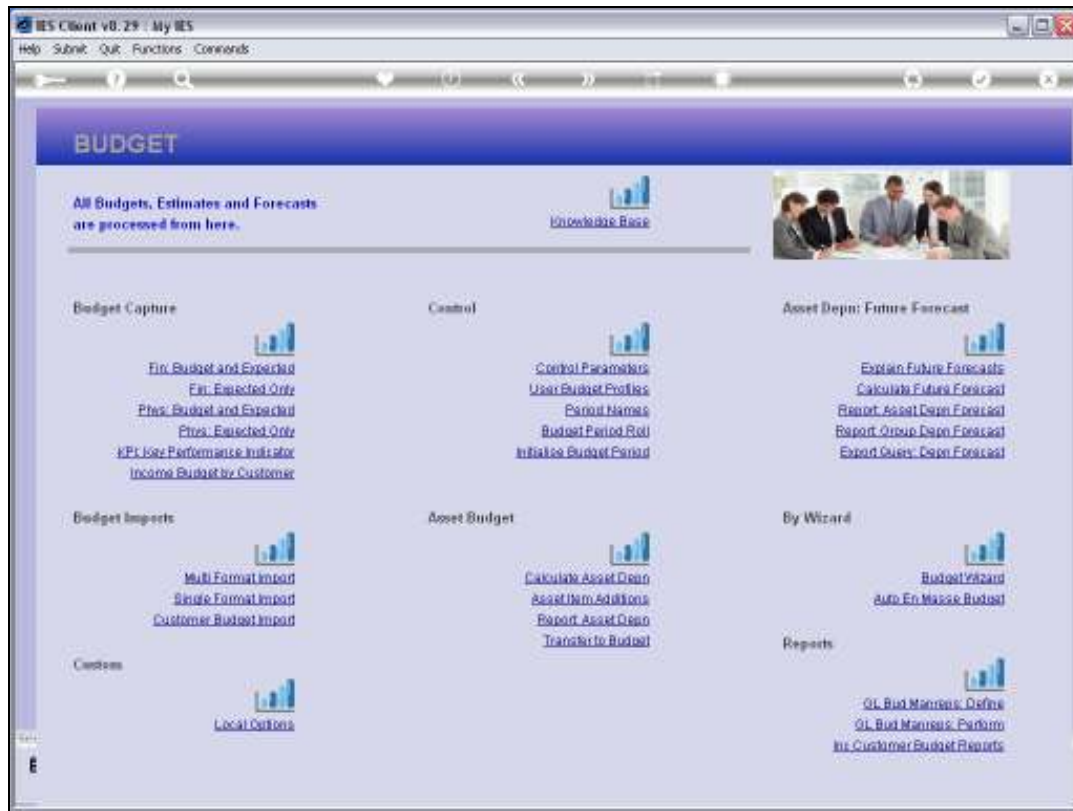 IES Client v8.29 : My IES
Help Submit Quit Functions Commands
BUDGET
All Budgets, Estimates and Forecasts
are processed from here.
Knowledge Base
Budget Capture
Fin: Budget and Expected
Fin: Expected Only
Phys: Budget and Expected
Phys: Expected Only
KPI: Key Performance Indicator
Income Budget by Customer
Control
Control Parameters
User Budget Profiles
Period Names
Budget Period Roll
Initialise Budget Period
Asset Depn: Future Forecast
Explain Future Forecasts
Calculate Future Forecast
Report: Asset Depn Forecast
Report: Group Depn Forecast
Export Query: Depn Forecast
Budget Imports
Multi Format Import
Single Format Import
Customer Budget Import
Asset Budget
Calculate Asset Depn
Asset Item Additions
Report Asset Depn
Transfer to Budget
By Wizard
Budget Wizard
Auto En Masse Budget
Custom
Local Options
Reports
GL Bud Manreps: Define
GL Bud Manreps: Perform
Inc Customer Budget Reports